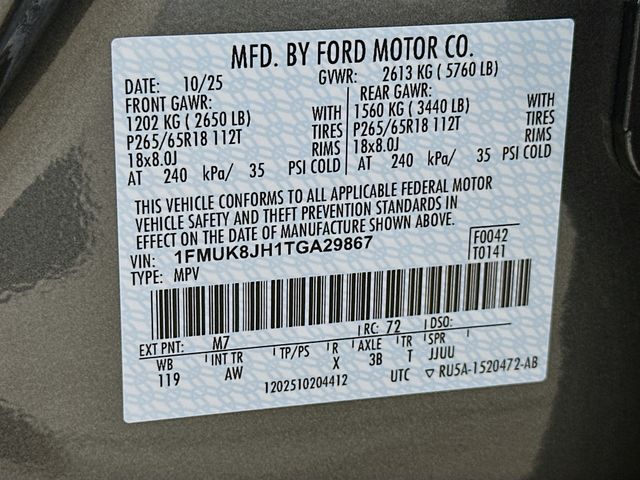 MFD. BY FORD MOTOR CO.
DATE: 10/25 GVWR: 2613 KG ( 5760 LB)
FRONT GAWR: REAR GAWR:
1202 KG ( 2650 LB) WITH 1560 KG ( 3440 LB) WITH
P265/65R18 112T TIRES P265/65R18 112T TIRES
18x8.0J RIMS 18x8.0J RIMS
AT 240 kPa/ 35 PSI COLD AT 240 kPa/ 35 PSI COLD
THIS VEHICLE CONFORMS TO ALL APPLICABLE FEDERAL MOTOR
VEHICLE SAFETY AND THEFT PREVENTION STANDARDS IN
EFFECT ON THE DATE OF MANUFACTURE SHOWN ABOVE.
VIN: 1FMUK8JH1TGA29867 F0042
TYPE: MPV T0141
EXT PNT: M7 RC: 72 DSO:
WB INT TR TP/PS R AXLE TR SPR
119 AW X 3B T JJUU
1202510204412 UTC ▽ RU5A-1520472-AB